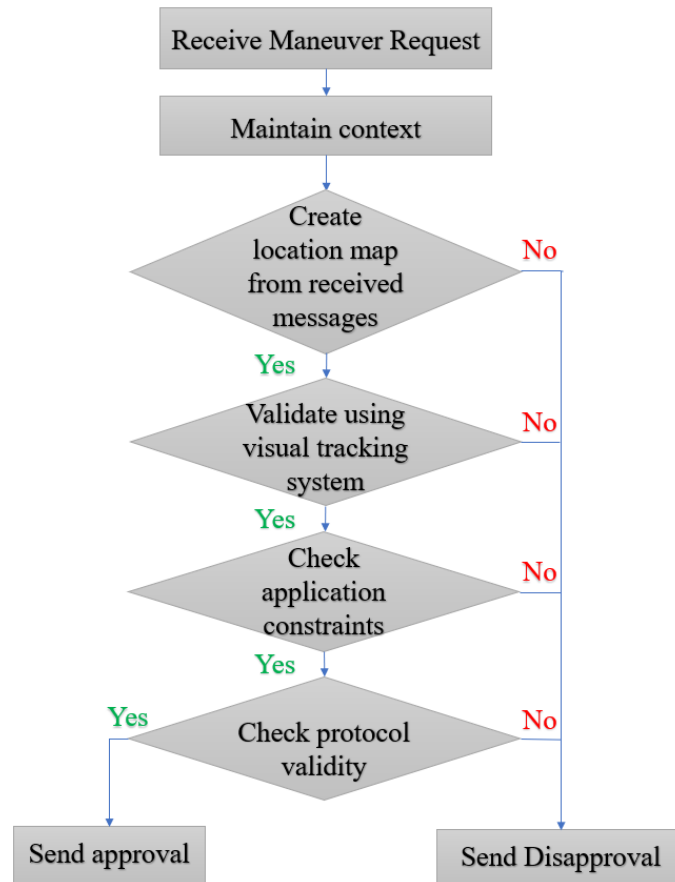 Receive Maneuver Request
Maintain context
Create
location map
from received
messages
No
Yes
Validate using
visual tracking
system
No
Yes
Check
application
constraints
No
Yes
Yes
Check protocol
validity
No
Send approval
Send Disapproval